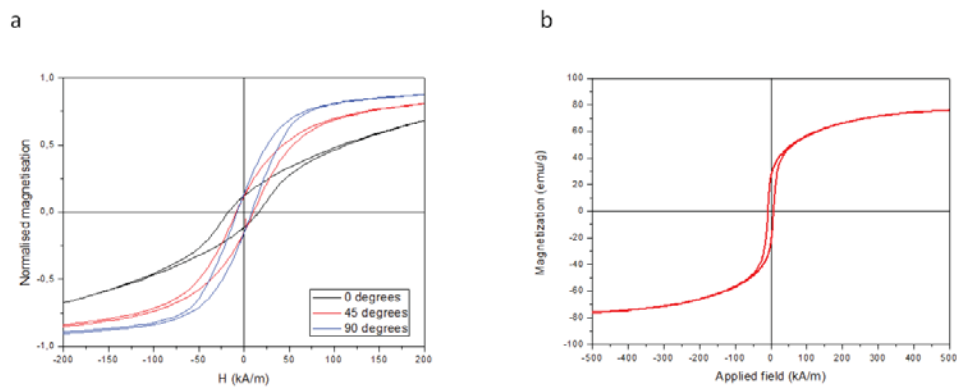 a
b
1,0
0,5
0,0
-0,5
-1,0
Normalised magnetisation
-200 -150 -100 -50 0 50 100 150 200
H (kA/m)
0 degrees
45 degrees
90 degrees
100
80
60
40
20
0
-20
-40
-60
-80
-100
Magnetization (emu/g)
-500 -400 -300 -200 -100 0 100 200 300 400 500
Applied field (kA/m)